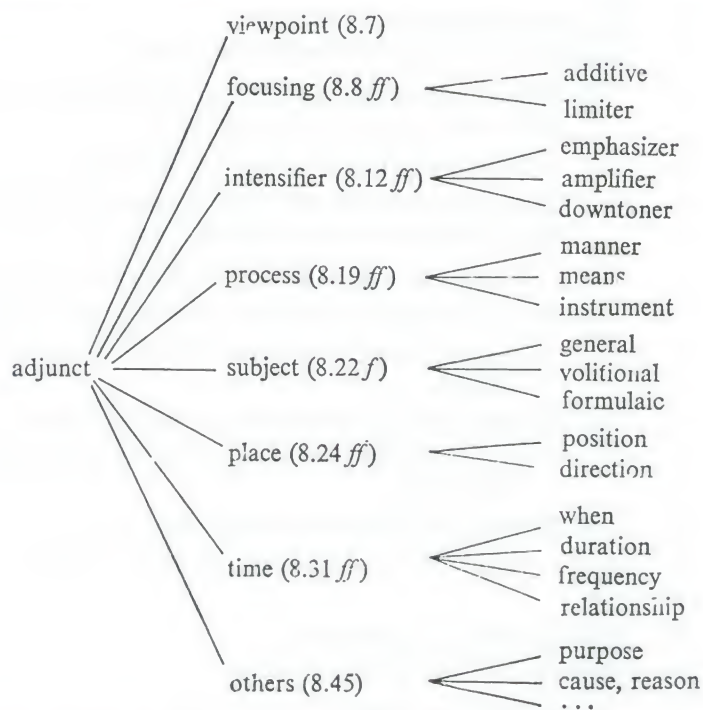 viewpoint (8.7)
focusing (8.8 ff)
additive
limiter
intensifier (8.12 ff)
emphasizer
amplifier
downtoner
process (8.19 ff)
manner
means
instrument
adjunct
subject (8.22 f)
general
volitional
formulaic
place (8.24 ff)
position
direction
time (8.31 ff)
when
duration
frequency
relationship
others (8.45)
purpose
cause, reason
...